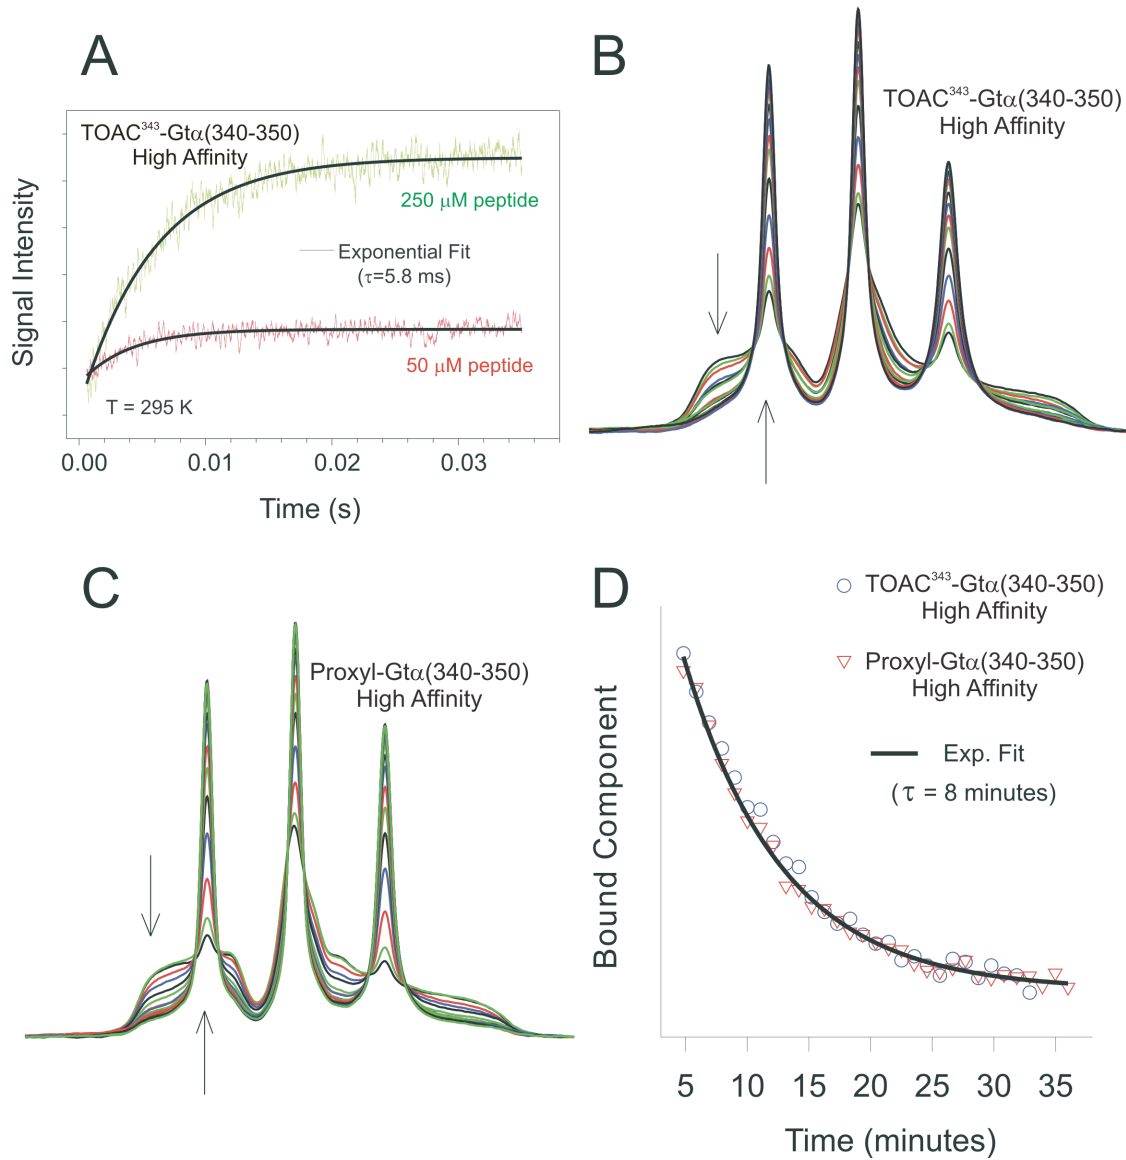 A
TOAC³⁴³-Gtα(340-350)
High Affinity
250 μM peptide
Exponential Fit
(τ=5.8 ms)
50 μM peptide
T = 295 K
Signal Intensity
0.00 0.01 0.02 0.03
Time (s)
B
TOAC³⁴³-Gtα(340-350)
High Affinity
C
Proxyl-Gtα(340-350)
High Affinity
D
TOAC³⁴³-Gtα(340-350)
High Affinity
Proxyl-Gtα(340-350)
High Affinity
Exp. Fit
(τ = 8 minutes)
Bound Component
5 10 15 20 25 30 35
Time (minutes)